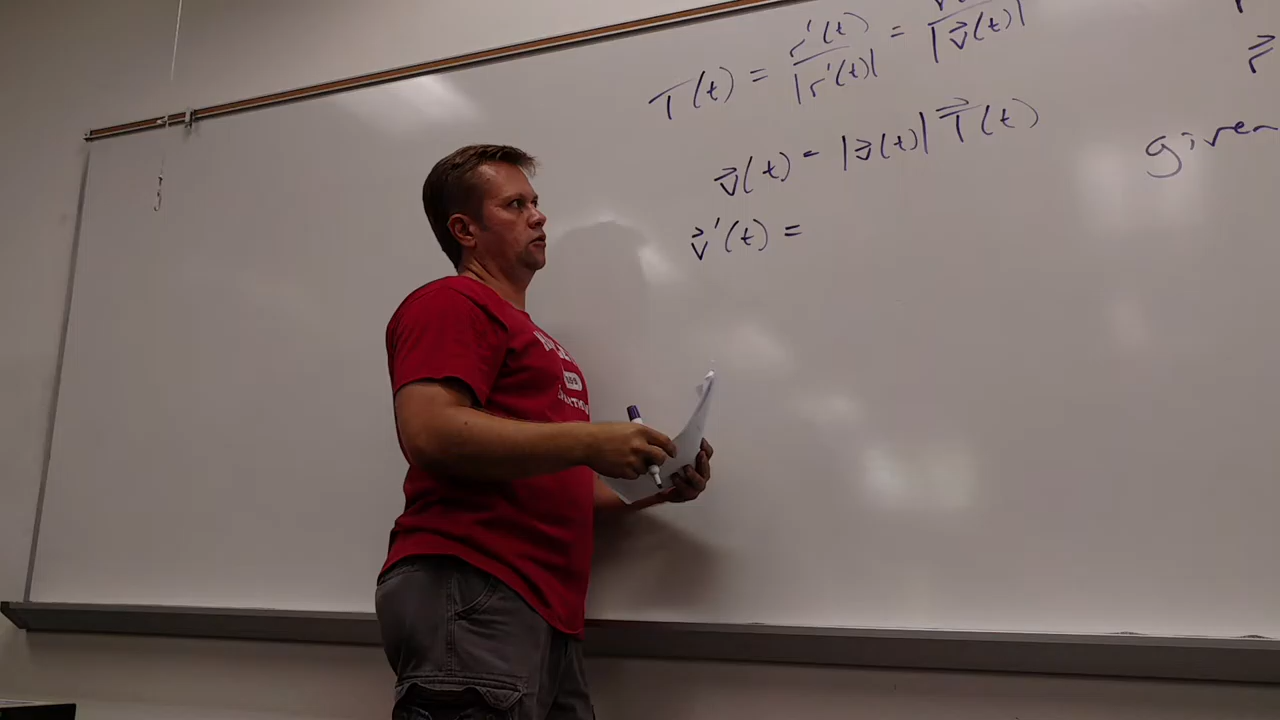 T(t) = r'(t) / |r'(t)| = / |v⃗(t)|
v⃗(t) = |v⃗(t)| T⃗(t)
v⃗'(t) =
r⃗
given